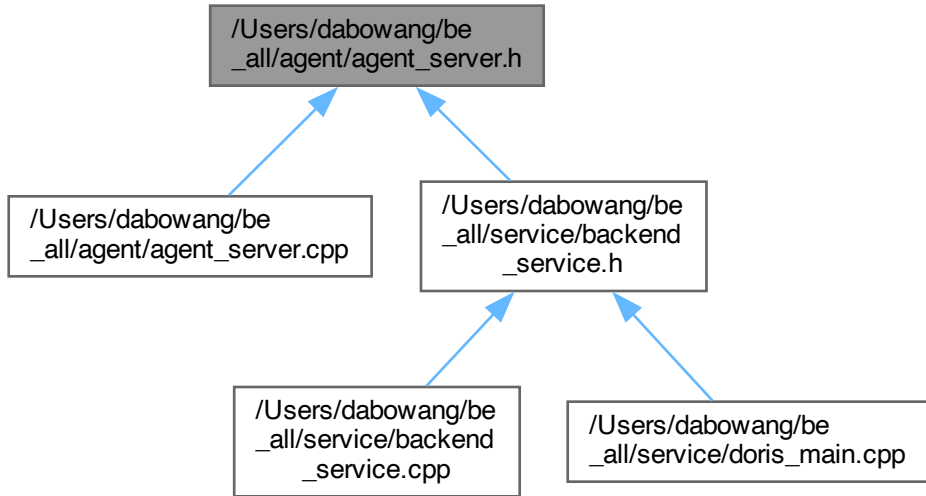 /Users/dabowang/be
_all/agent/agent_server.h
/Users/dabowang/be
_all/agent/agent_server.cpp
/Users/dabowang/be
_all/service/backend
_service.h
/Users/dabowang/be
_all/service/backend
_service.cpp
/Users/dabowang/be
_all/service/doris_main.cpp